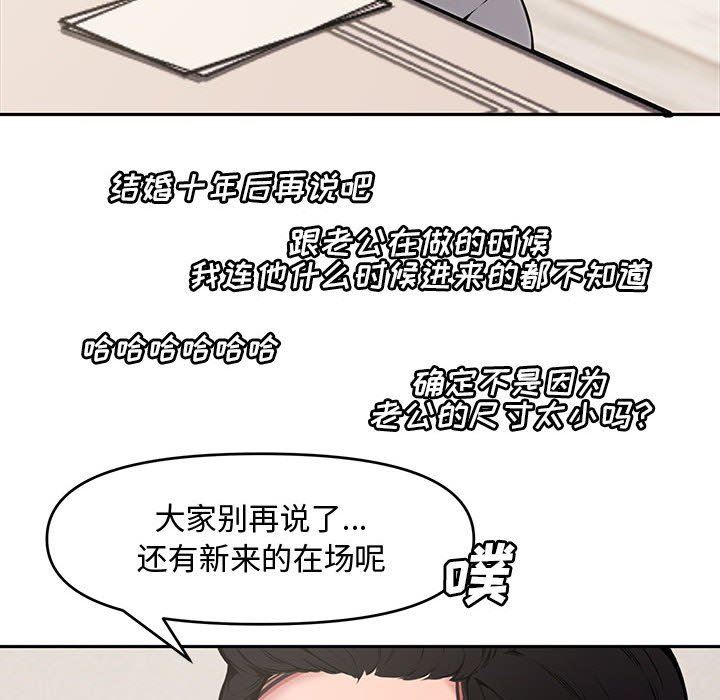 结婚十年后再说吧
跟老公在做的时候
我连他什么时候进来的都不知道
哈哈哈哈哈哈
确定不是因为
老公的尺寸太小吗?
大家别再说了...
还有新来的在场呢
噗